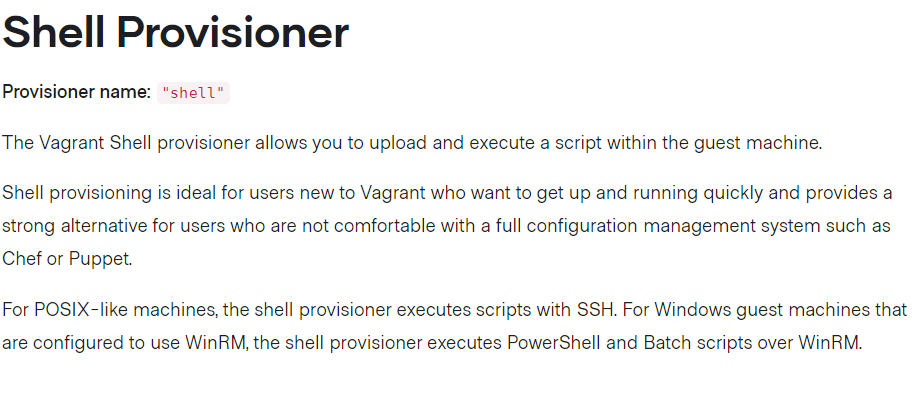 Shell Provisioner
Provisioner name: "shell"
The Vagrant Shell provisioner allows you to upload and execute a script within the guest machine.
Shell provisioning is ideal for users new to Vagrant who want to get up and running quickly and provides a
strong alternative for users who are not comfortable with a full configuration management system such as
Chef or Puppet.
For POSIX-like machines, the shell provisioner executes scripts with SSH. For Windows guest machines that
are configured to use WinRM, the shell provisioner executes PowerShell and Batch scripts over WinRM.